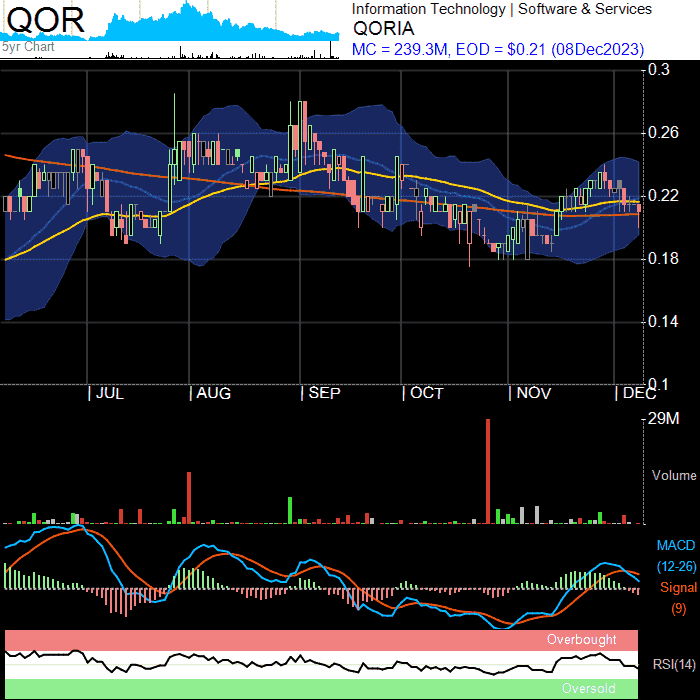 QOR
5yr Chart
Information Technology | Software & Services
QORIA
MC = 239.3M, EOD = $0.21 (08Dec2023)
0.3
0.26
0.22
0.18
0.14
0.1
| JUL
| AUG
| SEP
| OCT
| NOV
| DEC
29M
Volume
MACD
(12-26)
Signal
(9)
Overbought
RSI(14)
Oversold